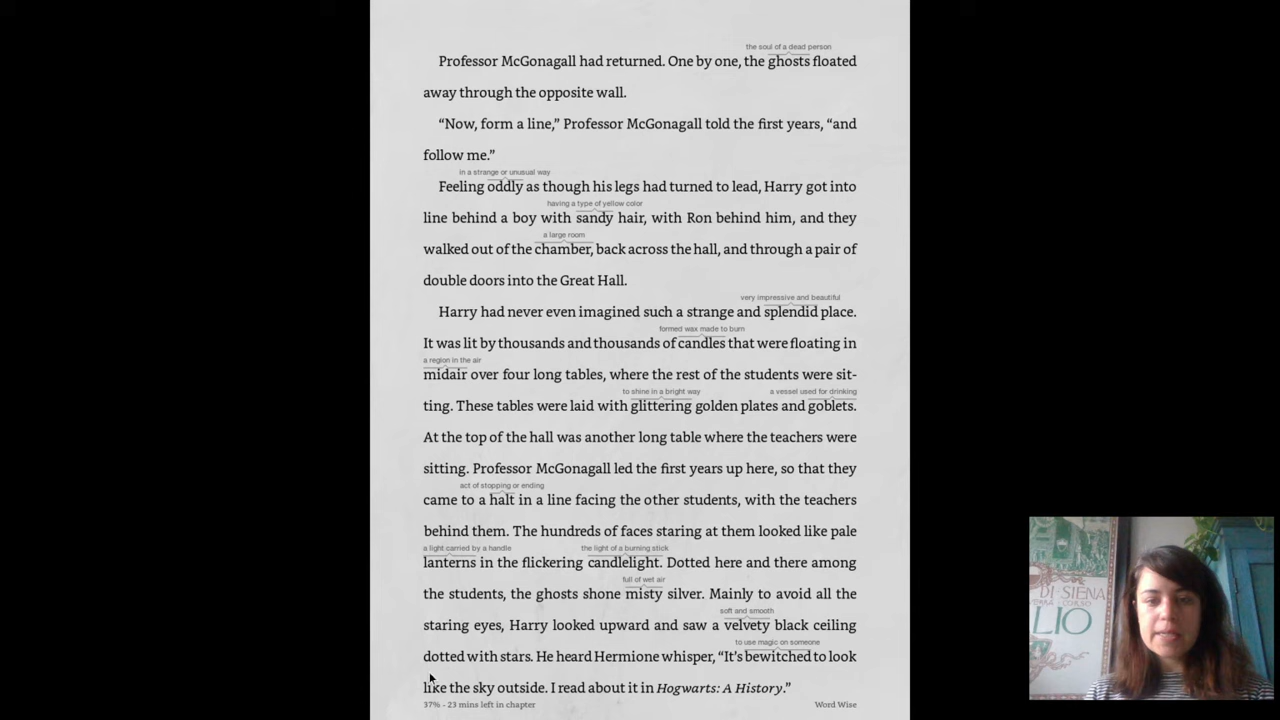 the soul of a dead person
Professor McGonagall had returned. One by one, the ghosts floated
away through the opposite wall.
“Now, form a line,” Professor McGonagall told the first years, “and
follow me.”
in a strange or unusual way
Feeling oddly as though his legs had turned to lead, Harry got into
having a type of yellow color
line behind a boy with sandy hair, with Ron behind him, and they
a large room
walked out of the chamber, back across the hall, and through a pair of
double doors into the Great Hall.
very impressive and beautiful
Harry had never even imagined such a strange and splendid place.
formed wax made to burn
It was lit by thousands and thousands of candles that were floating in
a region in the air
midair over four long tables, where the rest of the students were sit-
to shine in a bright way a vessel used for drinking
ting. These tables were laid with glittering golden plates and goblets.
At the top of the hall was another long table where the teachers were
sitting. Professor McGonagall led the first years up here, so that they
act of stopping or ending
came to a halt in a line facing the other students, with the teachers
behind them. The hundreds of faces staring at them looked like pale
a light carried by a handle the light of a burning stick
lanterns in the flickering candlelight. Dotted here and there among
full of wet air
the students, the ghosts shone misty silver. Mainly to avoid all the
soft and smooth
staring eyes, Harry looked upward and saw a velvety black ceiling
to use magic on someone
dotted with stars. He heard Hermione whisper, “It’s bewitched to look
like the sky outside. I read about it in Hogwarts: A History.”
37% - 23 mins left in chapter Word Wise
DI-SIENA
LIO